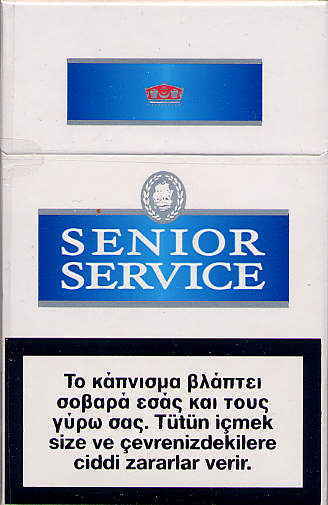 SENIOR
SERVICE
Το κάπνισμα βλάπτει
σοβαρά εσάς και τους
γύρω σας. Tütün içmek
size ve çevrenizdekilere
ciddi zararlar verir.